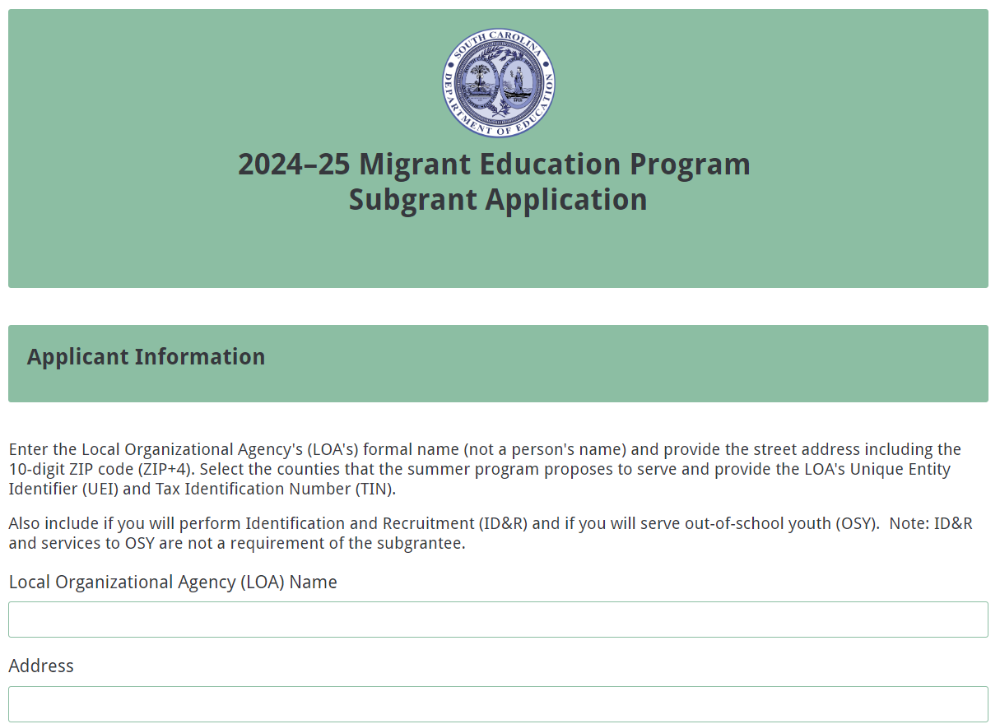 SOUTH CAROLINA
DEPARTMENT OF EDUCATION
2024–25 Migrant Education Program
Subgrant Application
Applicant Information
Enter the Local Organizational Agency's (LOA's) formal name (not a person's name) and provide the street address including the
10-digit ZIP code (ZIP+4). Select the counties that the summer program proposes to serve and provide the LOA's Unique Entity
Identifier (UEI) and Tax Identification Number (TIN).
Also include if you will perform Identification and Recruitment (ID&R) and if you will serve out-of-school youth (OSY).  Note: ID&R
and services to OSY are not a requirement of the subgrantee.
Local Organizational Agency (LOA) Name
Address